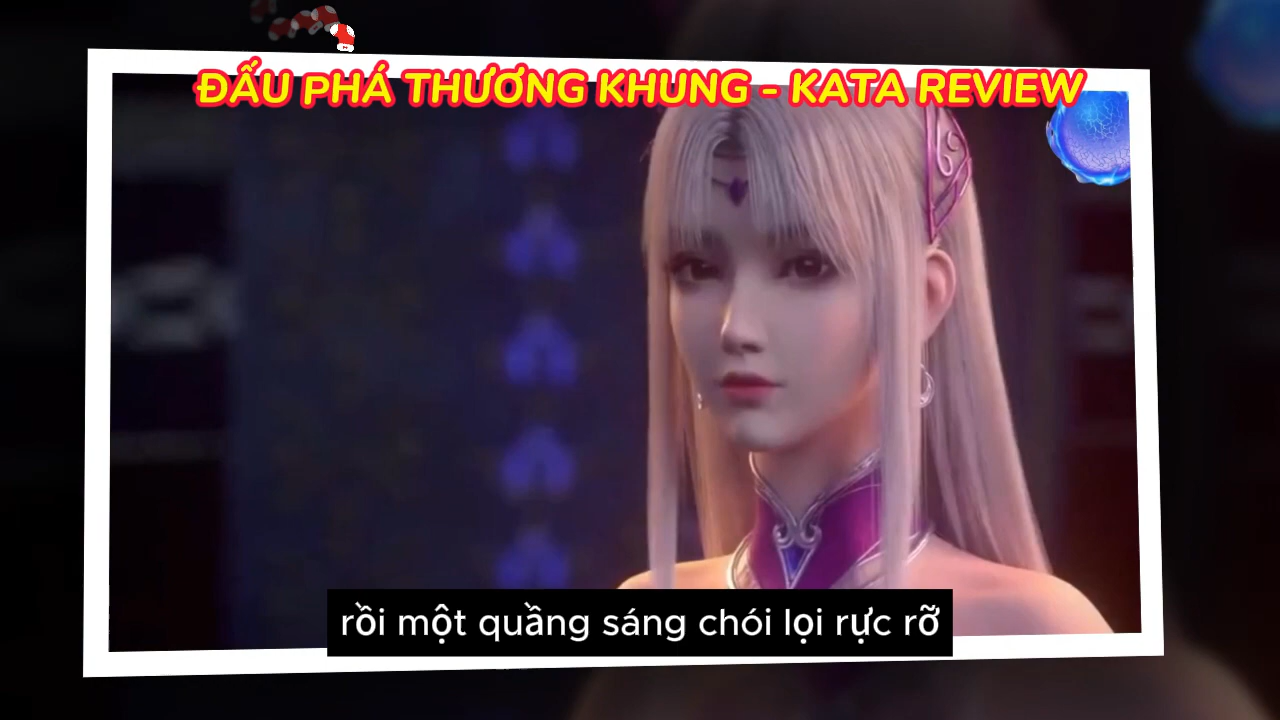 ĐẤU PHÁ THƯƠNG KHUNG - KATA REVIEW
rồi một quầng sáng chói lọi rực rỡ